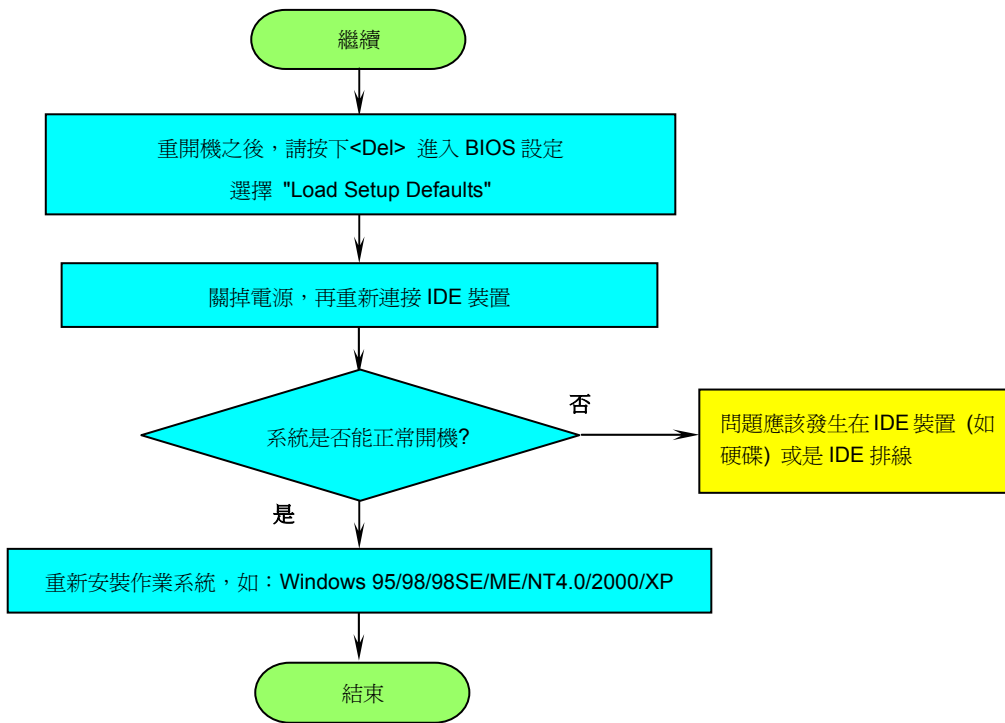 繼續
重開機之後，請按下<Del> 進入 BIOS 設定
選擇 "Load Setup Defaults"
關掉電源，再重新連接 IDE 裝置
系統是否能正常開機?
否
問題應該發生在 IDE 裝置 (如
硬碟) 或是 IDE 排線
是
重新安裝作業系統，如：Windows 95/98/98SE/ME/NT4.0/2000/XP
結束